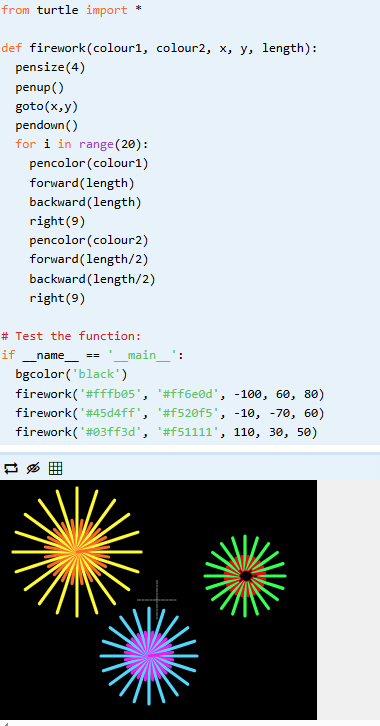 from turtle import *
def firework(colour1, colour2, x, y, length):
pensize(4)
penup()
goto(x,y)
pendown()
for i in range(20):
pencolor(colour1)
forward(length)
backward(length)
right(9)
pencolor(colour2)
forward(length/2)
backward(length/2)
right(9)
# Test the function:
if __name__ == '__main__':
bgcolor('black')
firework('#fffb05', '#ff6e0d', -100, 60, 80)
firework('#45d4ff', '#f520f5', -10, -70, 60)
firework('#03ff3d', '#f51111', 110, 30, 50)